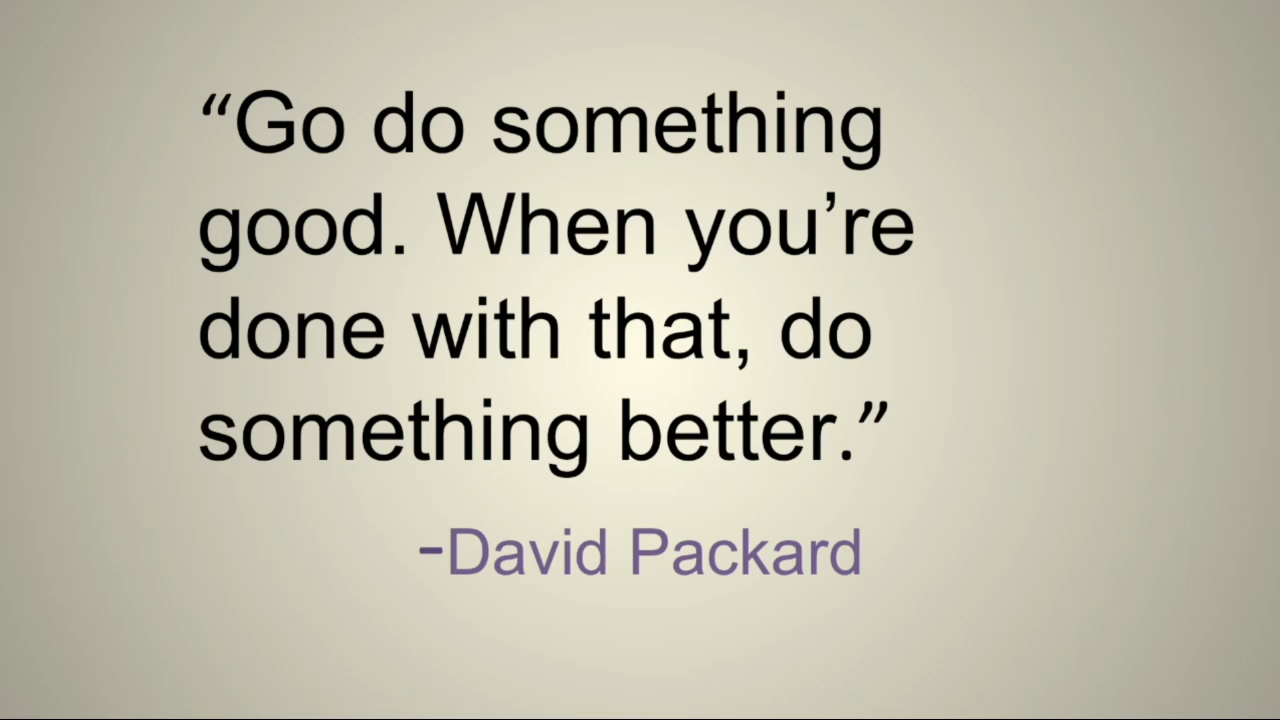 “Go do something
good. When you’re
done with that, do
something better.”
-David Packard